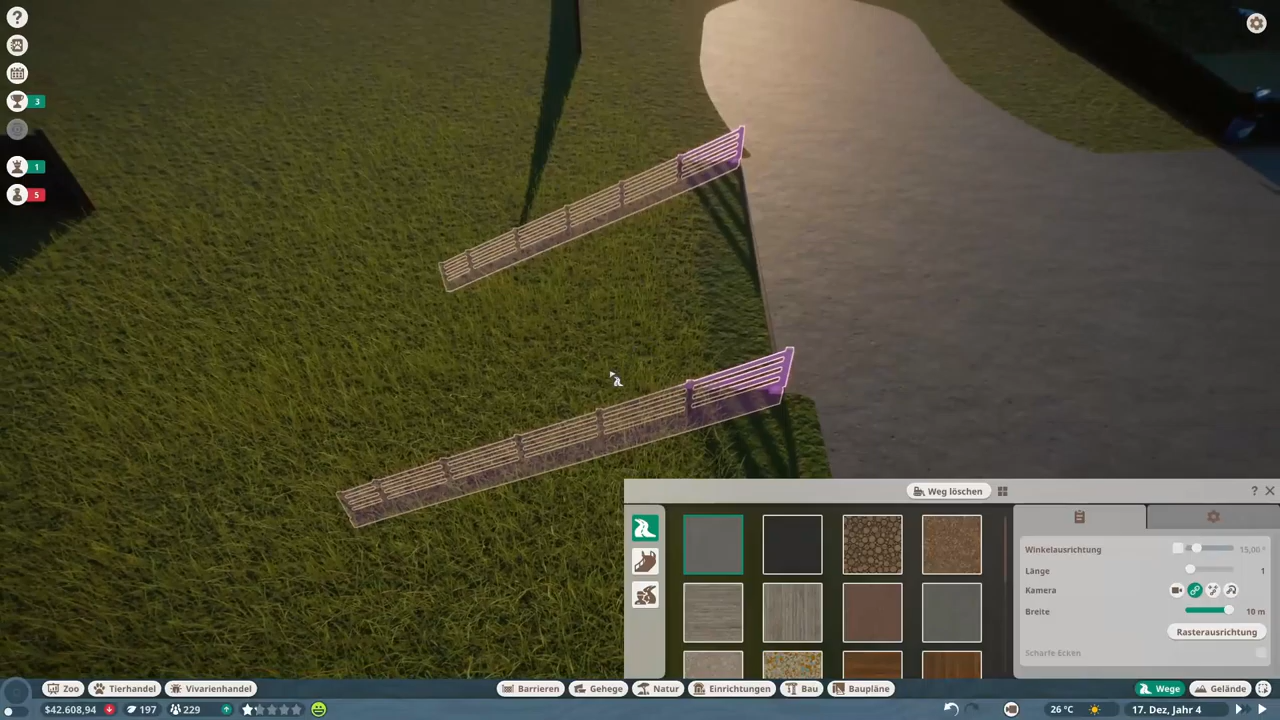 ?
3
1
5
Weg löschen
? ×
Winkelausrichtung 15,00 °
Länge 1
Kamera
Breite 10 m
Rasterausrichtung
Scharfe Ecken
Zoo Tierhandel Vivarienhandel Barrieren Gehege Natur Einrichtungen Bau Baupläne Wege Gelände
$42.608,94 197 229 26 °C 17. Dez, Jahr 4